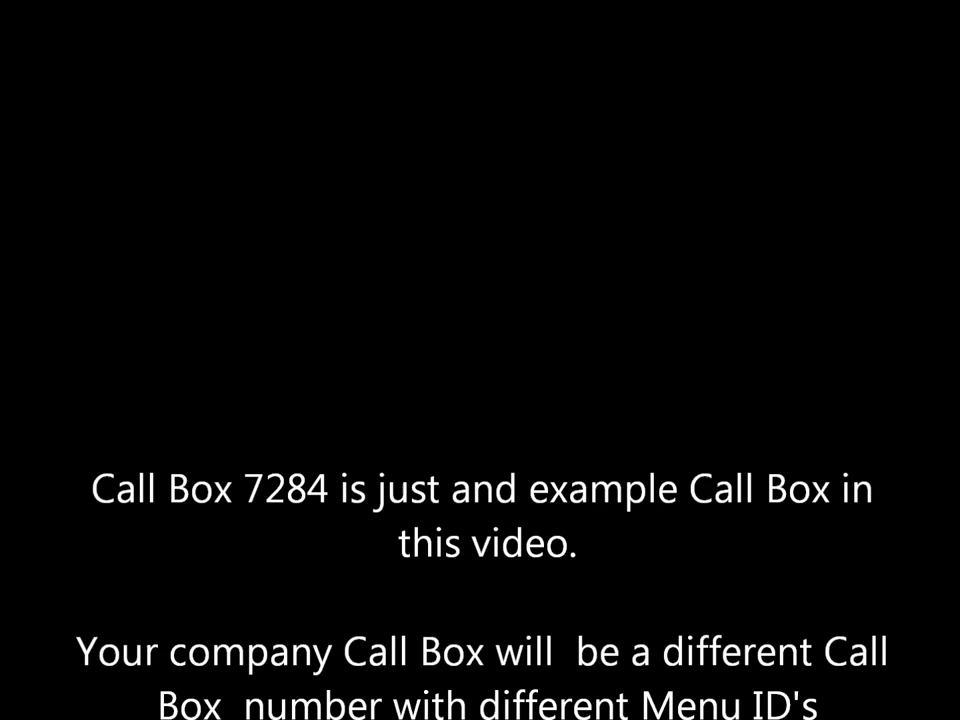 Call Box 7284 is just and example Call Box in
this video.
Your company Call Box will  be a different Call
Box  number with different Menu ID's